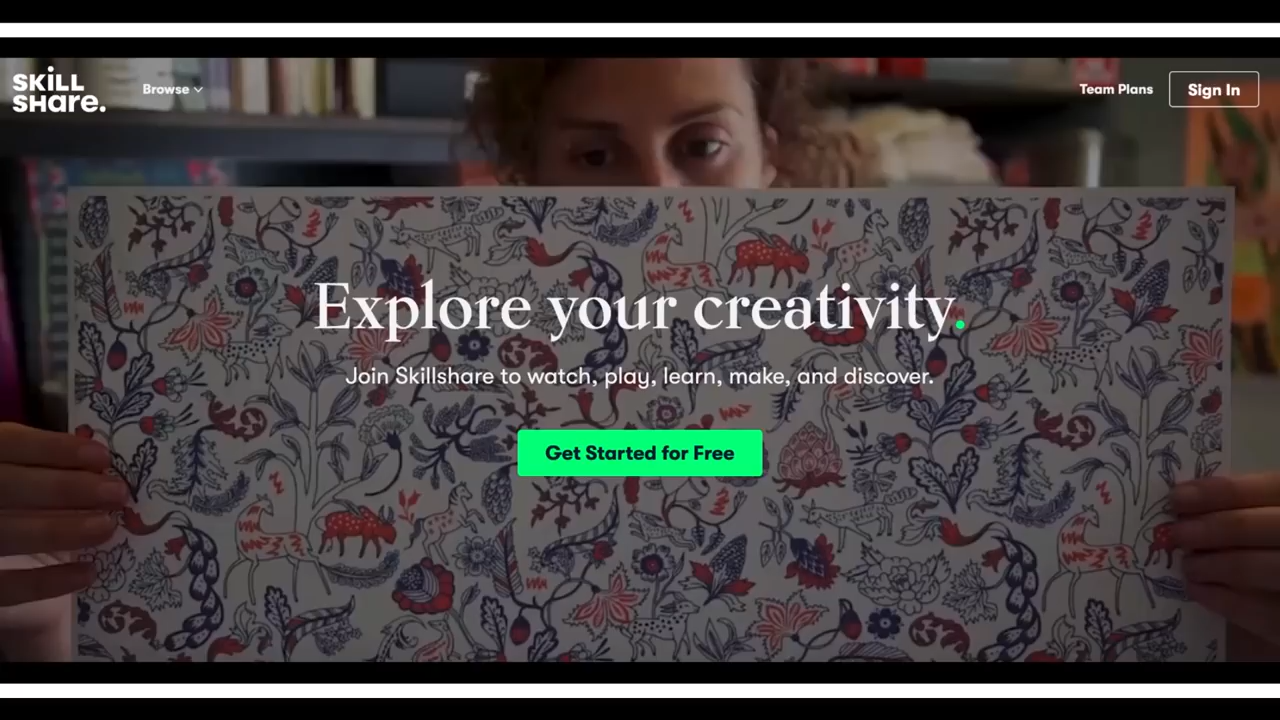 SKiLL
SHare.
Browse
Team Plans
Sign In
Explore your creativity.
Join Skillshare to watch, play, learn, make, and discover.
Get Started for Free